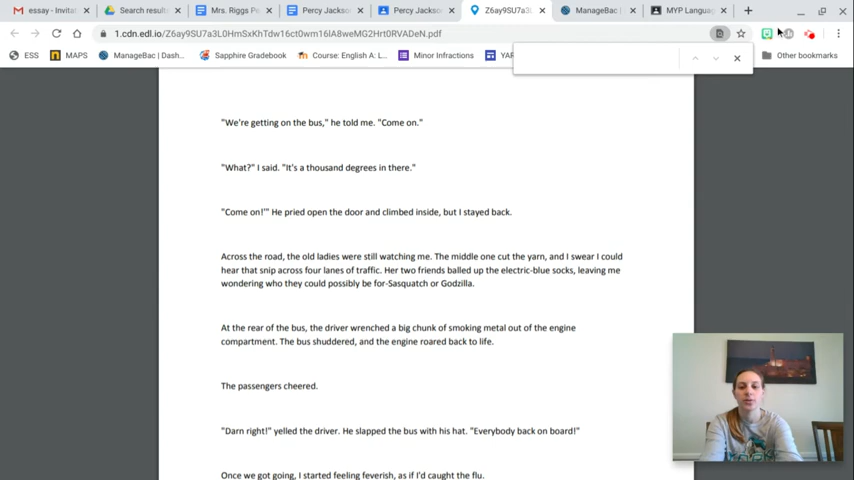 essay - Invitat
Search result
Mrs. Riggs Pe
Percy Jackso
Percy Jackso
Z6ay9SU7a3l
ManageBac |
MYP Langua
1.cdn.edl.io/Z6ay9SU7a3L0HmSxKhTdw16ct0wm16IA8weMG2Hrt0RVADeN.pdf
ESS
MAPS
ManageBac | Dash...
Sapphire Gradebook
Course: English A: L...
Minor Infractions
YAR
Other bookmarks
"We're getting on the bus," he told me. "Come on."
"What?" I said. "It's a thousand degrees in there."
"Come on!'" He pried open the door and climbed inside, but I stayed back.
Across the road, the old ladies were still watching me. The middle one cut the yarn, and I swear I could
hear that snip across four lanes of traffic. Her two friends balled up the electric-blue socks, leaving me
wondering who they could possibly be for-Sasquatch or Godzilla.
At the rear of the bus, the driver wrenched a big chunk of smoking metal out of the engine
compartment. The bus shuddered, and the engine roared back to life.
The passengers cheered.
"Darn right!" yelled the driver. He slapped the bus with his hat. "Everybody back on board!"
Once we got going, I started feeling feverish, as if I'd caught the flu.